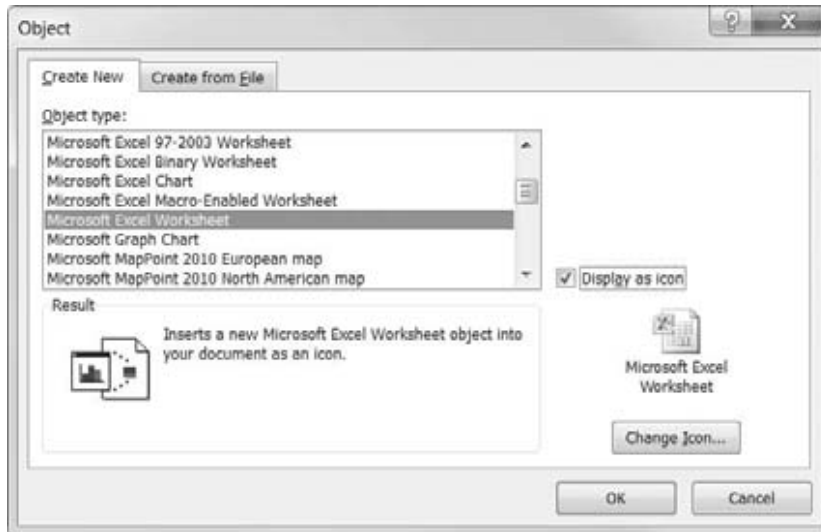 Object
Create New
Create from File
Object type:
Microsoft Excel 97-2003 Worksheet
Microsoft Excel Binary Worksheet
Microsoft Excel Chart
Microsoft Excel Macro-Enabled Worksheet
Microsoft Excel Worksheet
Microsoft Graph Chart
Microsoft MapPoint 2010 European map
Microsoft MapPoint 2010 North American map
Display as icon
Result
Inserts a new Microsoft Excel Worksheet object into
your document as an icon.
Microsoft Excel
Worksheet
Change Icon...
OK
Cancel